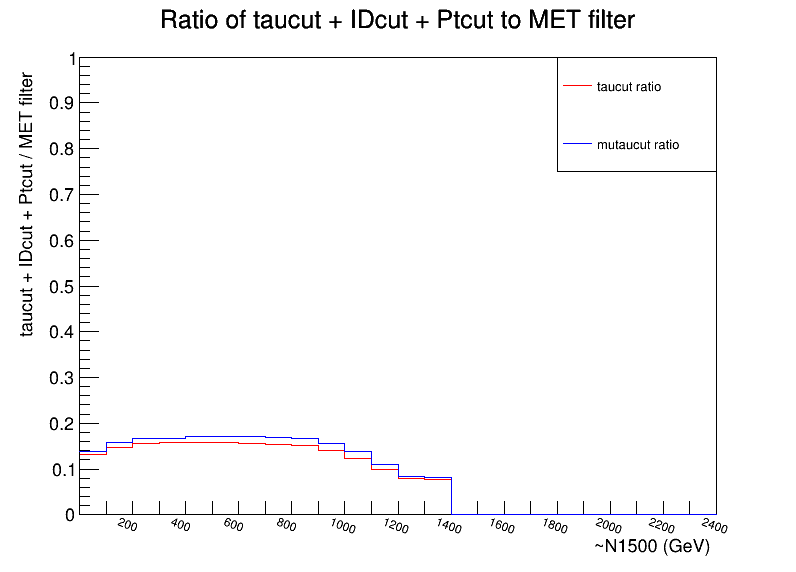 Ratio of taucut + IDcut + Ptcut to MET filter
taucut + IDcut + Ptcut / MET filter
1
0.9
0.8
0.7
0.6
0.5
0.4
0.3
0.2
0.1
0
taucut ratio
mutaucut ratio
200 400 600 800 1000 1200 1400 1600 1800 2000 2200 2400
~N1500 (GeV)